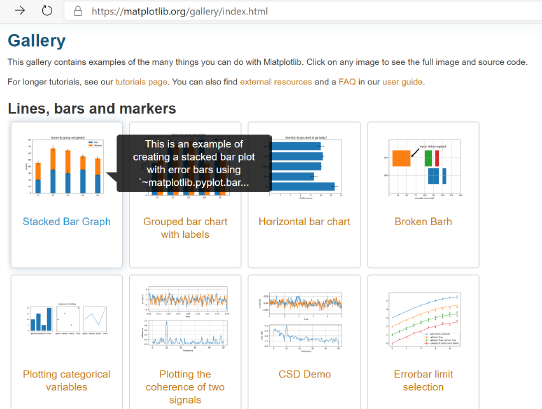 https://matplotlib.org/gallery/index.html
Gallery
This gallery contains examples of the many things you can do with Matplotlib. Click on any image to see the full image and source code.
For longer tutorials, see our tutorials page. You can also find external resources and a FAQ in our user guide.
Lines, bars and markers
This is an example of
creating a stacked bar plot
with error bars using
`~matplotlib.pyplot.bar...
Stacked Bar Graph
Grouped bar chart
with labels
Horizontal bar chart
Broken Barh
Plotting categorical
variables
Plotting the
coherence of two
signals
CSD Demo
Errorbar limit
selection